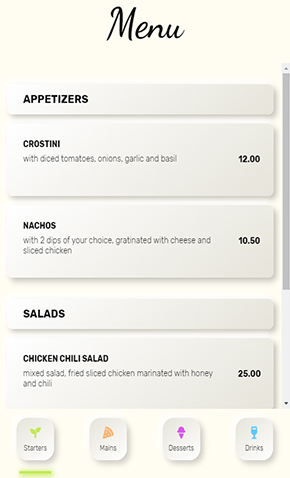 Menu
APPETIZERS
CROSTINI
with diced tomatoes, onions, garlic and basil
12.00
NACHOS
with 2 dips of your choice, gratinated with cheese and
sliced chicken
10.50
SALADS
CHICKEN CHILI SALAD
mixed salad, fried sliced chicken marinated with honey
and chili
25.00
Starters
Mains
Desserts
Drinks